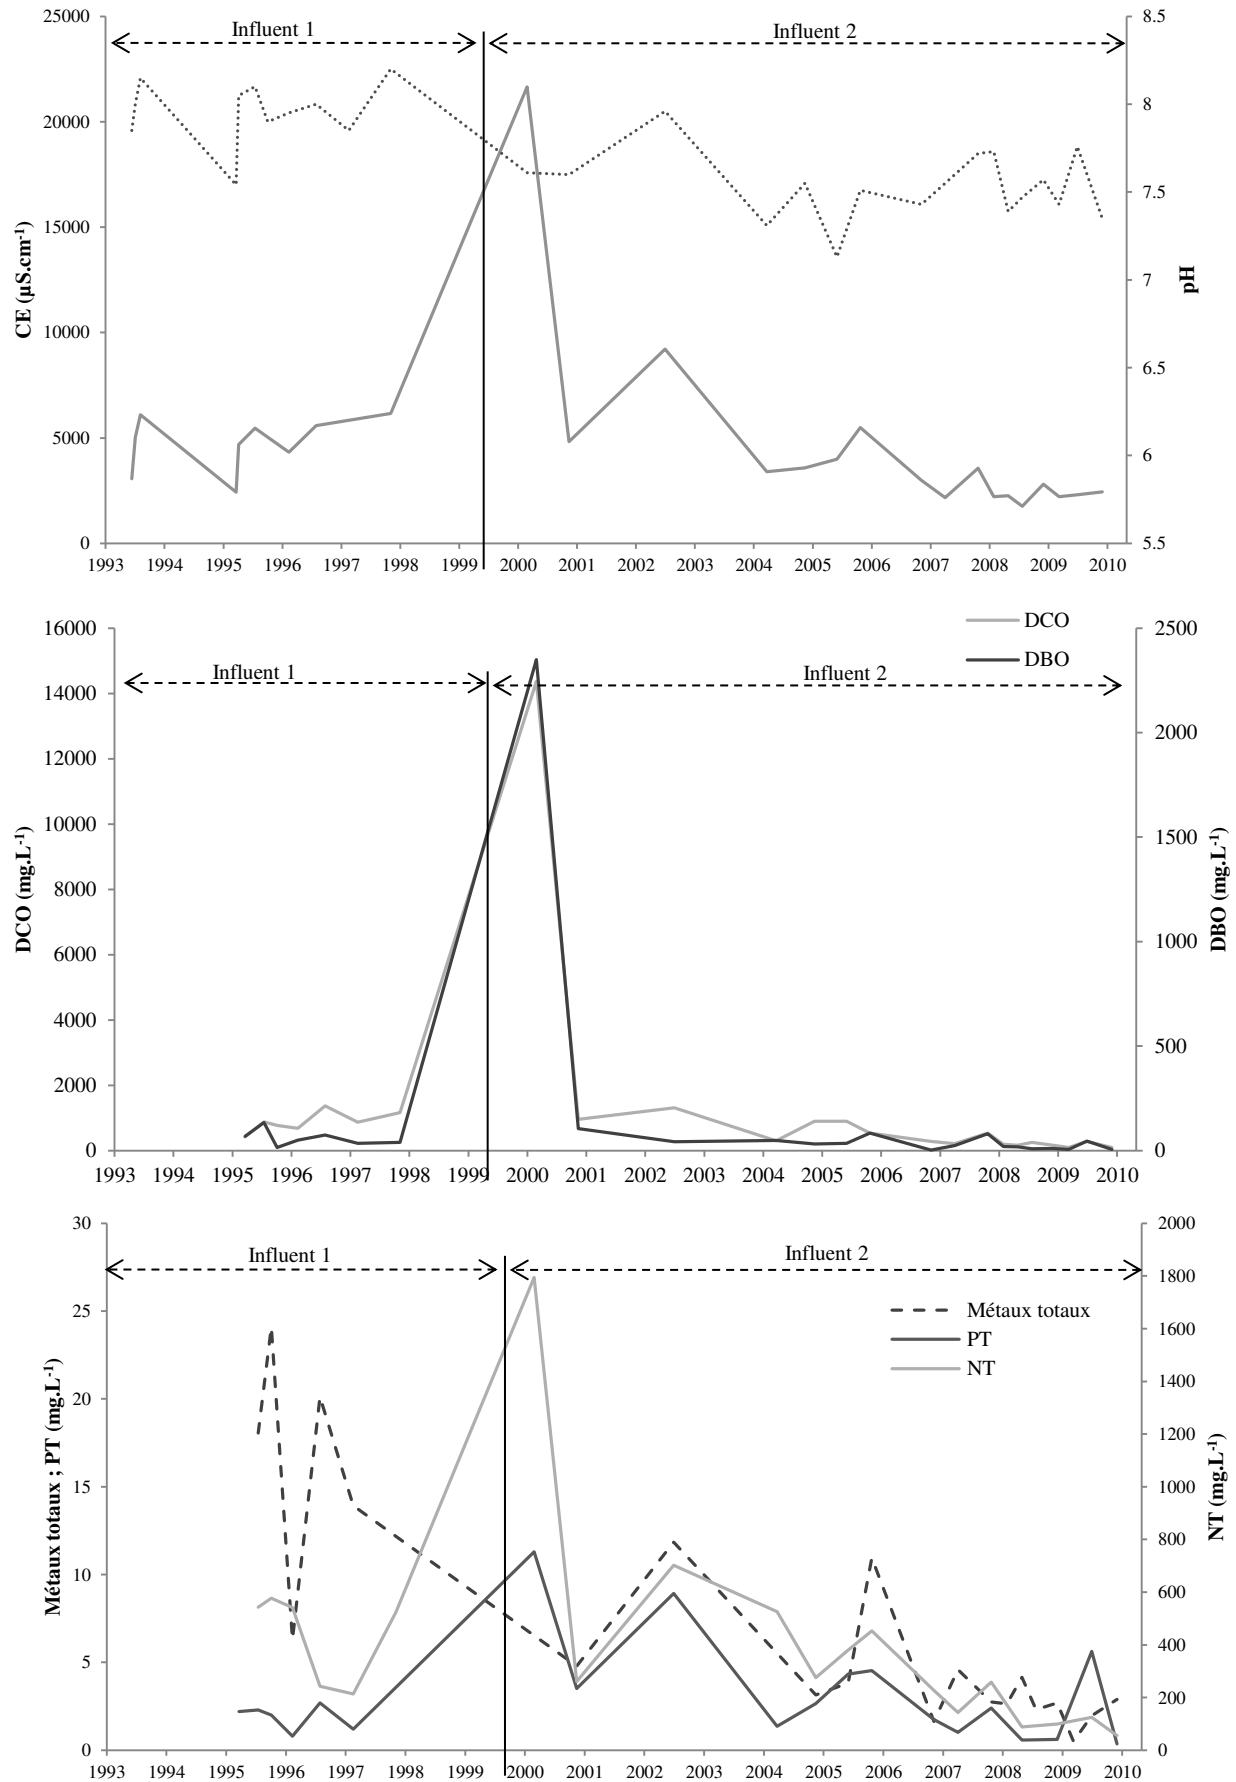 25000
20000
15000
10000
5000
0
CE (µS.cm-1)
Influent 1
Influent 2
8.5
8
7.5
7
6.5
6
5.5
pH
1993 1994 1995 1996 1997 1998 1999 2000 2001 2002 2003 2004 2005 2006 2007 2008 2009 2010
DCO
DBO
16000
14000
12000
10000
8000
6000
4000
2000
0
DCO (mg.L-1)
Influent 1
Influent 2
2500
2000
1500
1000
500
0
DBO (mg.L-1)
1993 1994 1995 1996 1997 1998 1999 2000 2001 2002 2003 2004 2005 2006 2007 2008 2009 2010
30
25
20
15
10
5
0
Métaux totaux ; PT (mg.L-1)
Influent 1
Influent 2
Métaux totaux
PT
NT
2000
1800
1600
1400
1200
1000
800
600
400
200
0
NT (mg.L-1)
1993 1994 1995 1996 1997 1998 1999 2000 2001 2002 2003 2004 2005 2006 2007 2008 2009 2010